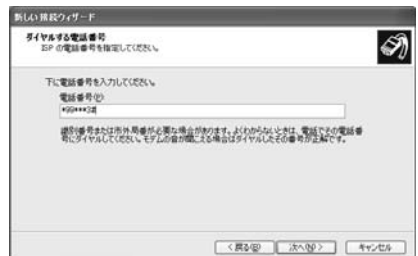 新しい接続ウィザード
ダイヤルする電話番号
ISP の電話番号を指定してください。
下に電話番号を入力してください。
電話番号(P)
*99***3#
識別番号または市外局番が必要な場合があります。よくわからないときは、電話でその電話番
号にダイヤルしてください。モデムの音が聞こえる場合はダイヤルしたその番号が正解です。
< 戻る(B)
次へ(N) >
キャンセル